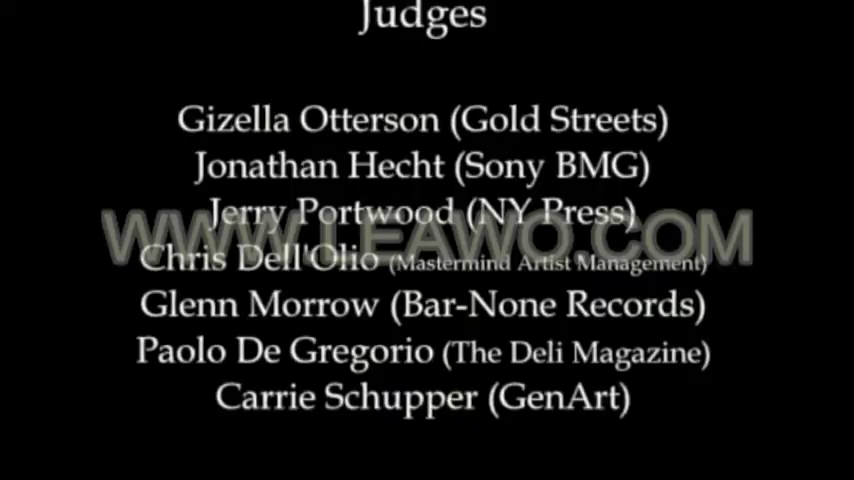 Judges
Gizella Otterson (Gold Streets)
Jonathan Hecht (Sony BMG)
Jerry Portwood (NY Press)
WWW.LEAWO.COM
Chris Dell'Olio (Mastermind Artist Management)
Glenn Morrow (Bar-None Records)
Paolo De Gregorio (The Deli Magazine)
Carrie Schupper (GenArt)